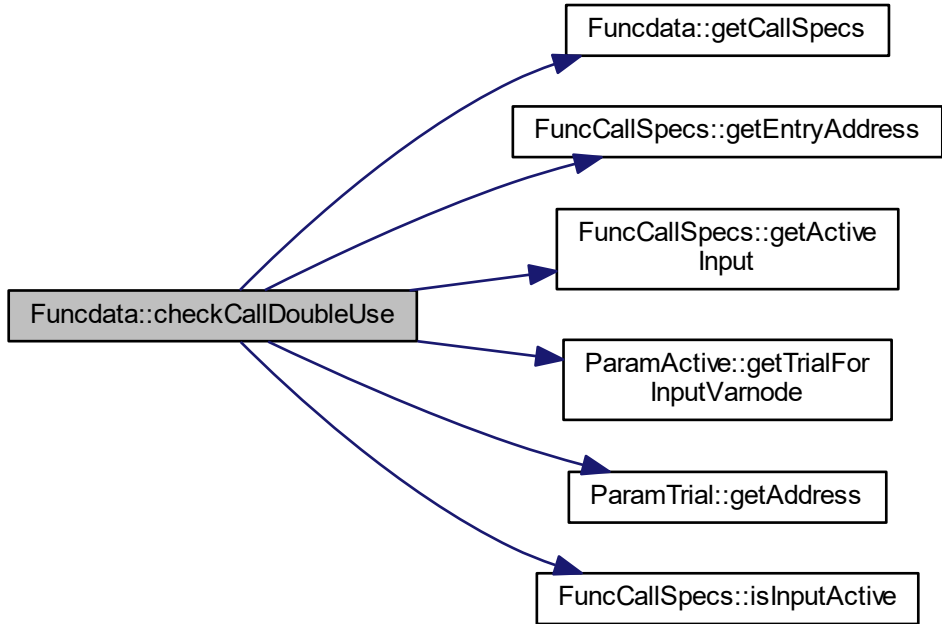 Funcdata::getCallSpecs
FuncCallSpecs::getEntryAddress
FuncCallSpecs::getActive
Input
Funcdata::checkCallDoubleUse
ParamActive::getTrialFor
InputVarnode
ParamTrial::getAddress
FuncCallSpecs::isInputActive